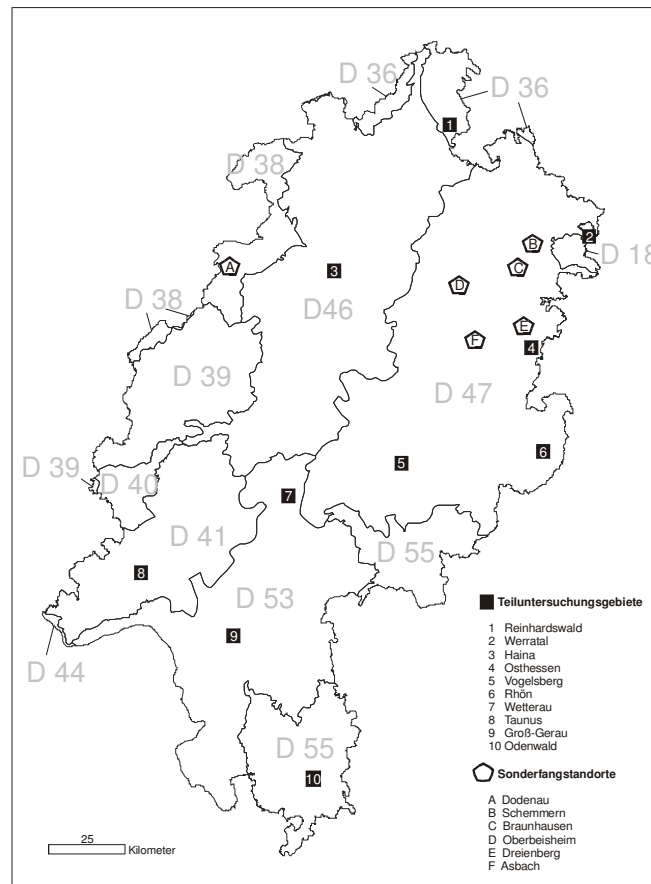 D 36
D 36
1
D 38
2
B
D 18
A
C
3
D
D 38
D46
E
F
4
D 39
D 47
6
5
D 39
D 40
7
D 41
D 55
8
D 53
9
D 44
D 55
10
Teiluntersuchungsgebiete
1 Reinhardswald
2 Werratal
3 Haina
4 Osthessen
5 Vogelsberg
6 Rhön
7 Wetterau
8 Taunus
9 Groß-Gerau
10 Odenwald
Sonderfangstandorte
A Dodenau
B Schemmern
C Braunhausen
D Oberbeisheim
E Dreienberg
F Asbach
25
Kilometer